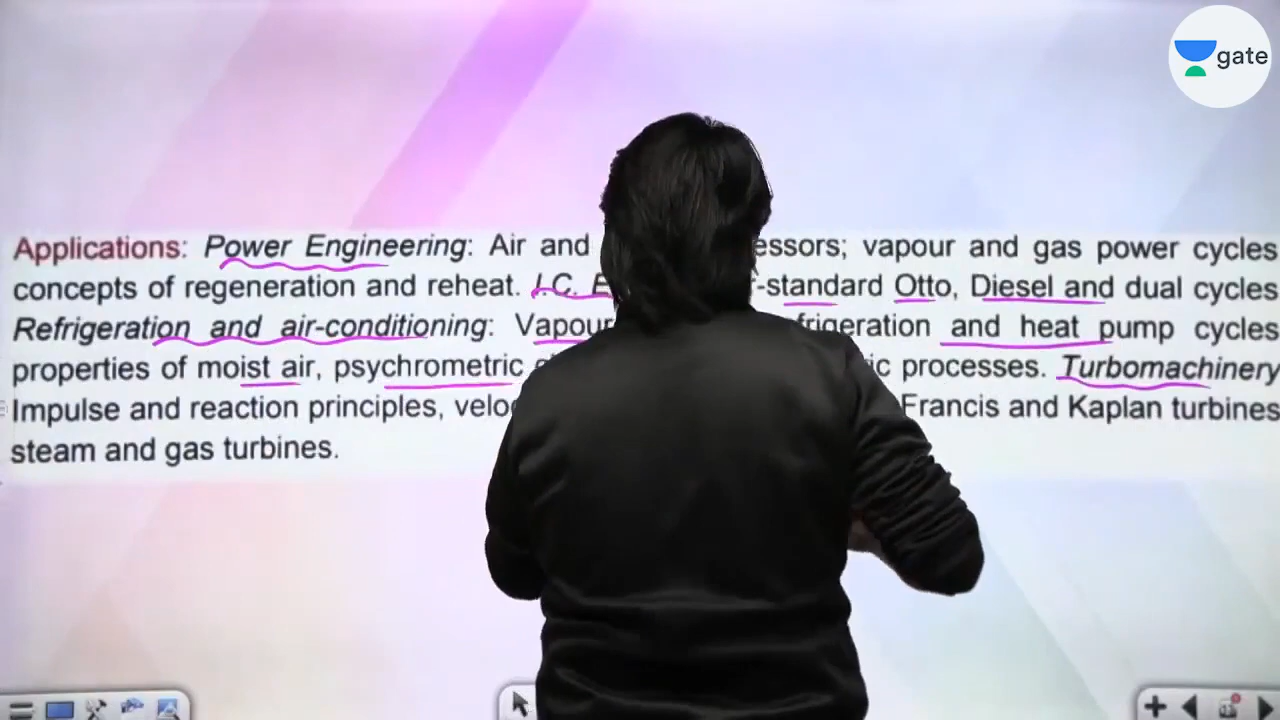 gate
Applications: Power Engineering: Air and essors; vapour and gas power cycles
concepts of regeneration and reheat. I.C. E r-standard Otto, Diesel and dual cycles
Refrigeration and air-conditioning: Vapour frigeration and heat pump cycles
properties of moist air, psychrometric ic processes. Turbomachinery
Impulse and reaction principles, velo Francis and Kaplan turbines
steam and gas turbines.